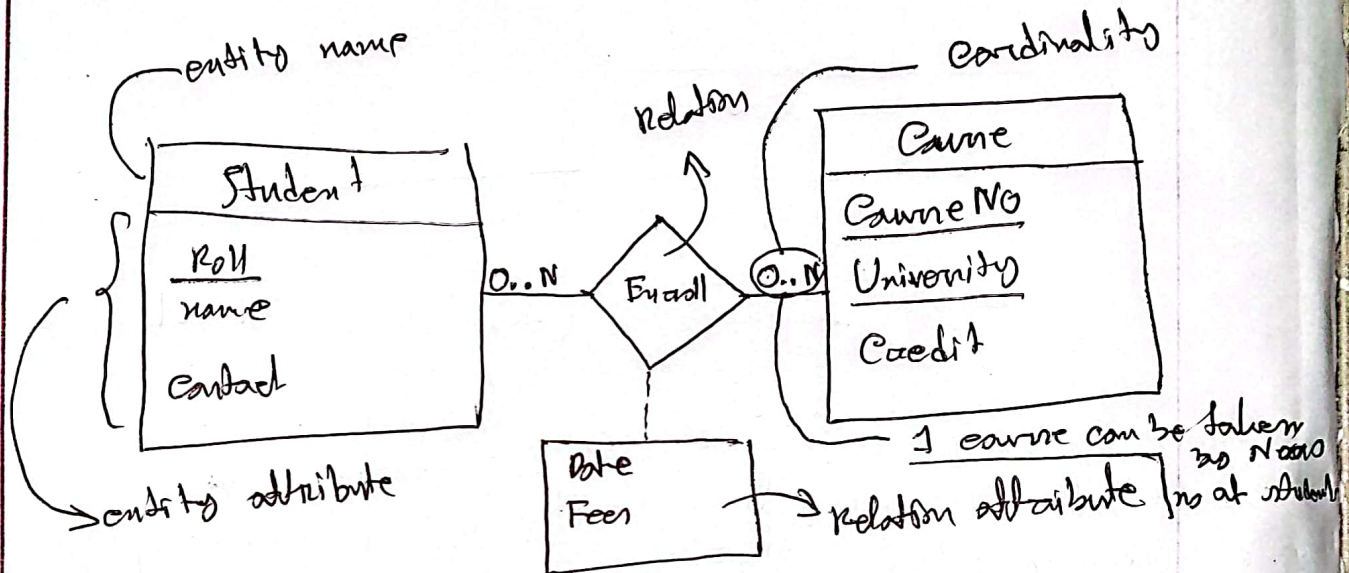 entity name
cardinality
Relation
Student
Course
Roll
name
contact
0..N
Enroll
0..N
Course NO
University
Credit
1 course can be taken
by N
no of student
Date
Fees
entity attribute
Relation attribute